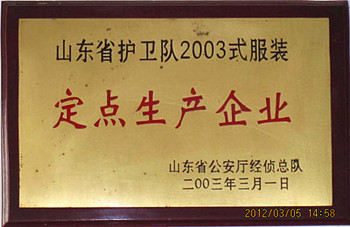 山东省护卫队2003式服装
定点生产企业
山东省公安厅经侦总队
二00三年三月一日
2012/03/05 14:58